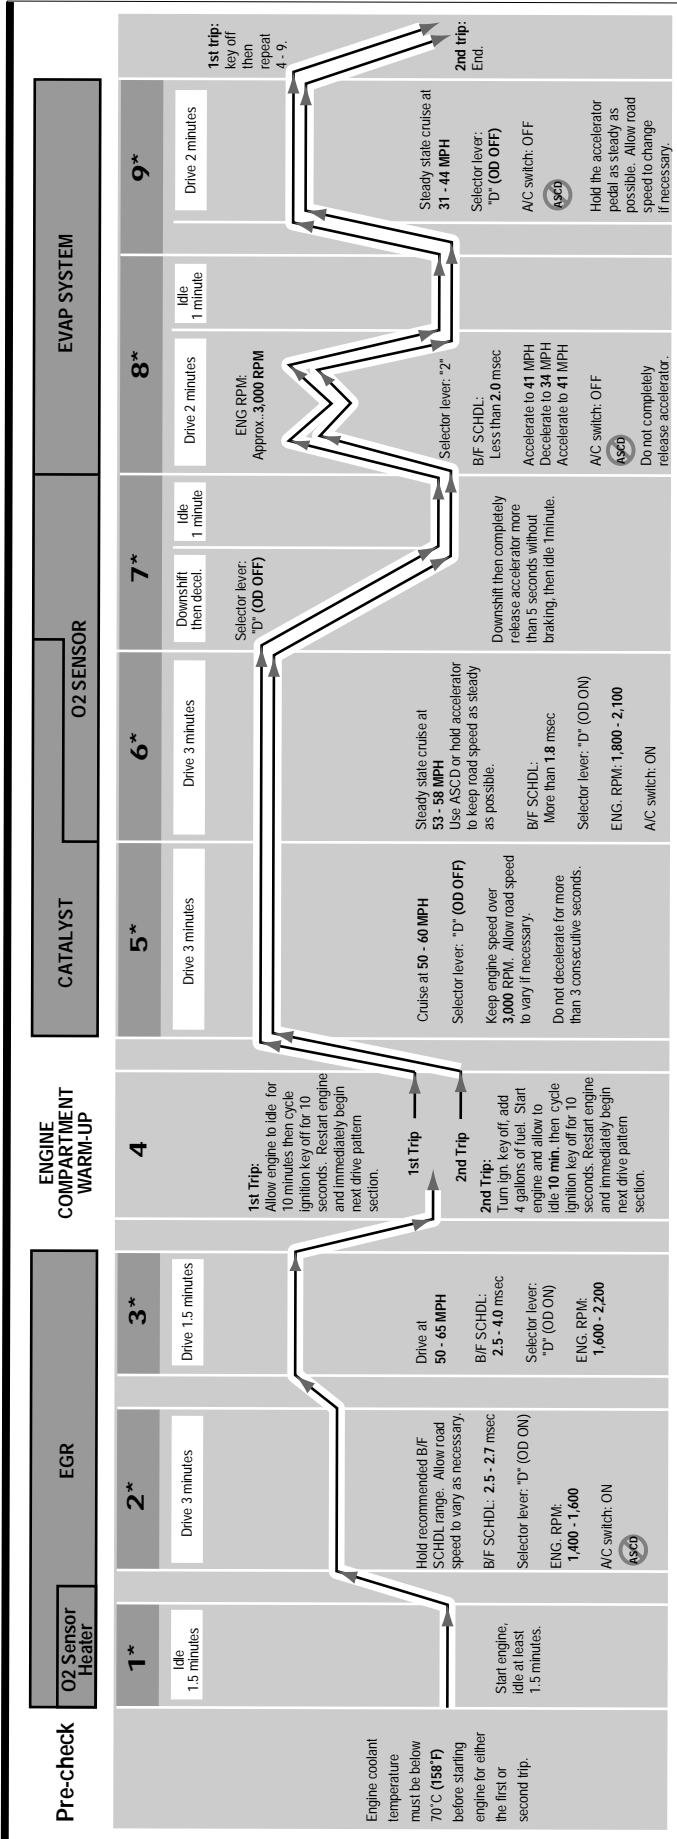 Pre-check
EGR
O2 Sensor
Heater
ENGINE
COMPARTMENT
WARM-UP
CATALYST
O2 SENSOR
EVAP SYSTEM
Engine coolant
temperature
must be below
70˚C (158˚F)
before starting
engine for either
the first or
second trip.
1*
Idle
1.5 minutes
Start engine,
idle at least
1.5 minutes.
2*
Drive 3 minutes
Hold recommended B/F
SCHDL range. Allow road
speed to vary as necessary.
B/F SCHDL: 2.5 - 2.7 msec
Selector lever: "D" (OD ON)
ENG. RPM:
1,400 - 1,600
A/C switch: ON
ASCD
3*
Drive 1.5 minutes
Drive at
50 - 65 MPH
B/F SCHDL:
2.5 - 4.0 msec
Selector lever:
"D" (OD ON)
ENG. RPM:
1,600 - 2,200
4
1st Trip:
Allow engine to idle for
10 minutes then cycle
ignition key off for 10
seconds. Restart engine
and immediately begin
next drive pattern
section.
1st Trip
2nd Trip
2nd Trip:
Turn ign. key off, add
4 gallons of fuel. Start
engine and allow to
idle 10 min. then cycle
ignition key off for 10
seconds. Restart engine
and immediately begin
next drive pattern
section.
5*
Drive 3 minutes
Cruise at 50 - 60 MPH
Selector lever: "D" (OD OFF)
Keep engine speed over
3,000 RPM. Allow road speed
to vary if necessary.
Do not decelerate for more
than 3 consecutive seconds.
6*
Drive 3 minutes
Steady state cruise at
53 - 58 MPH
Use ASCD or hold accelerator
to keep road speed as steady
as possible.
B/F SCHDL:
More than 1.8 msec
Selector lever: "D" (OD ON)
ENG. RPM: 1,800 - 2,100
A/C switch: ON
7*
Downshift
then decel.
Idle
1 minute
Selector lever:
"D" (OD OFF)
Downshift then completely
release accelerator more
than 5 seconds without
braking, then idle 1minute.
8*
Drive 2 minutes
Idle
1 minute
ENG RPM:
Approx..3,000 RPM
Selector lever: "2"
B/F SCHDL:
Less than 2.0 msec
Accelerate to 41 MPH
Decelerate to 34 MPH
Accelerate to 41 MPH
A/C switch: OFF
ASCD
Do not completely
release accelerator.
9*
Drive 2 minutes
Steady state cruise at
31 - 44 MPH
Selector lever:
"D" (OD OFF)
A/C switch: OFF
ASCD
Hold the accelerator
pedal as steady as
possible. Allow road
speed to change
if necessary.
1st trip:
key off
then
repeat
4 - 9.
2nd trip:
End.